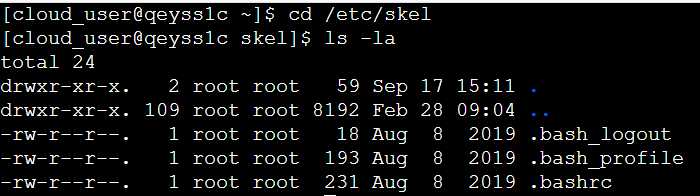 [cloud_user@qeyss1c ~]$ cd /etc/skel
[cloud_user@qeyss1c skel]$ ls -la
total 24
drwxr-xr-x.   2 root root   59 Sep 17 15:11 .
drwxr-xr-x. 109 root root 8192 Feb 28 09:04 ..
-rw-r--r--.   1 root root   18 Aug  8  2019 .bash_logout
-rw-r--r--.   1 root root  193 Aug  8  2019 .bash_profile
-rw-r--r--.   1 root root  231 Aug  8  2019 .bashrc